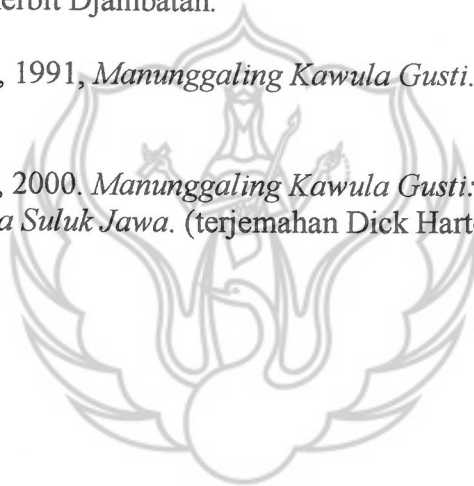 erbit Djambatan.
, 1991, Manunggaling Kawula Gusti.
, 2000. Manunggaling Kawula Gusti:
a Suluk Jawa. (terjemahan Dick Hart